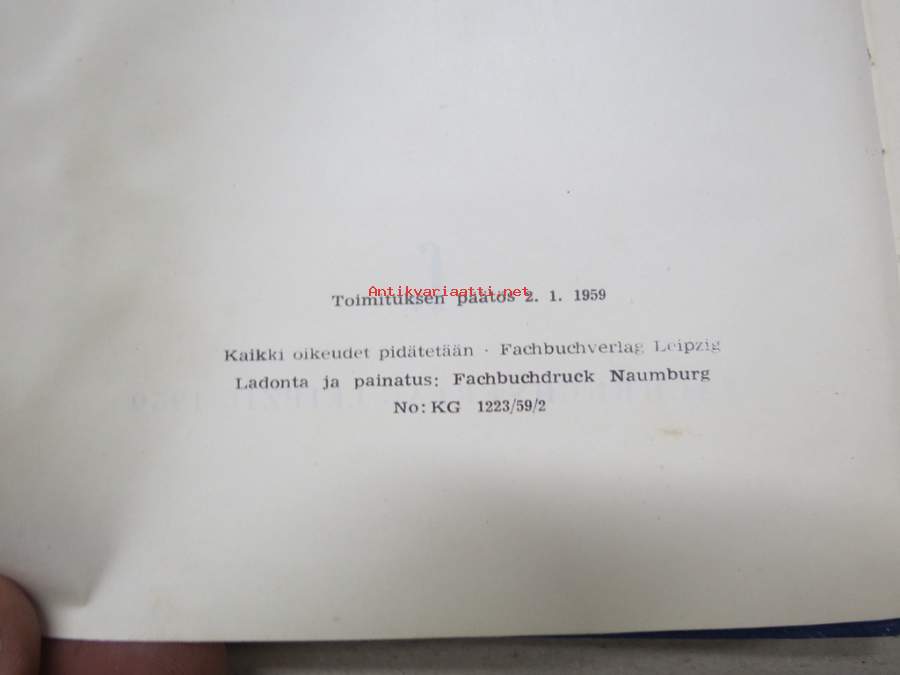 Antikvariaatti.net
Toimituksen päätös 2. 1. 1959
Kaikki oikeudet pidätetään · Fachbuchverlag Leipzig
Ladonta ja painatus: Fachbuchdruck Naumburg
No: KG 1223/59/2